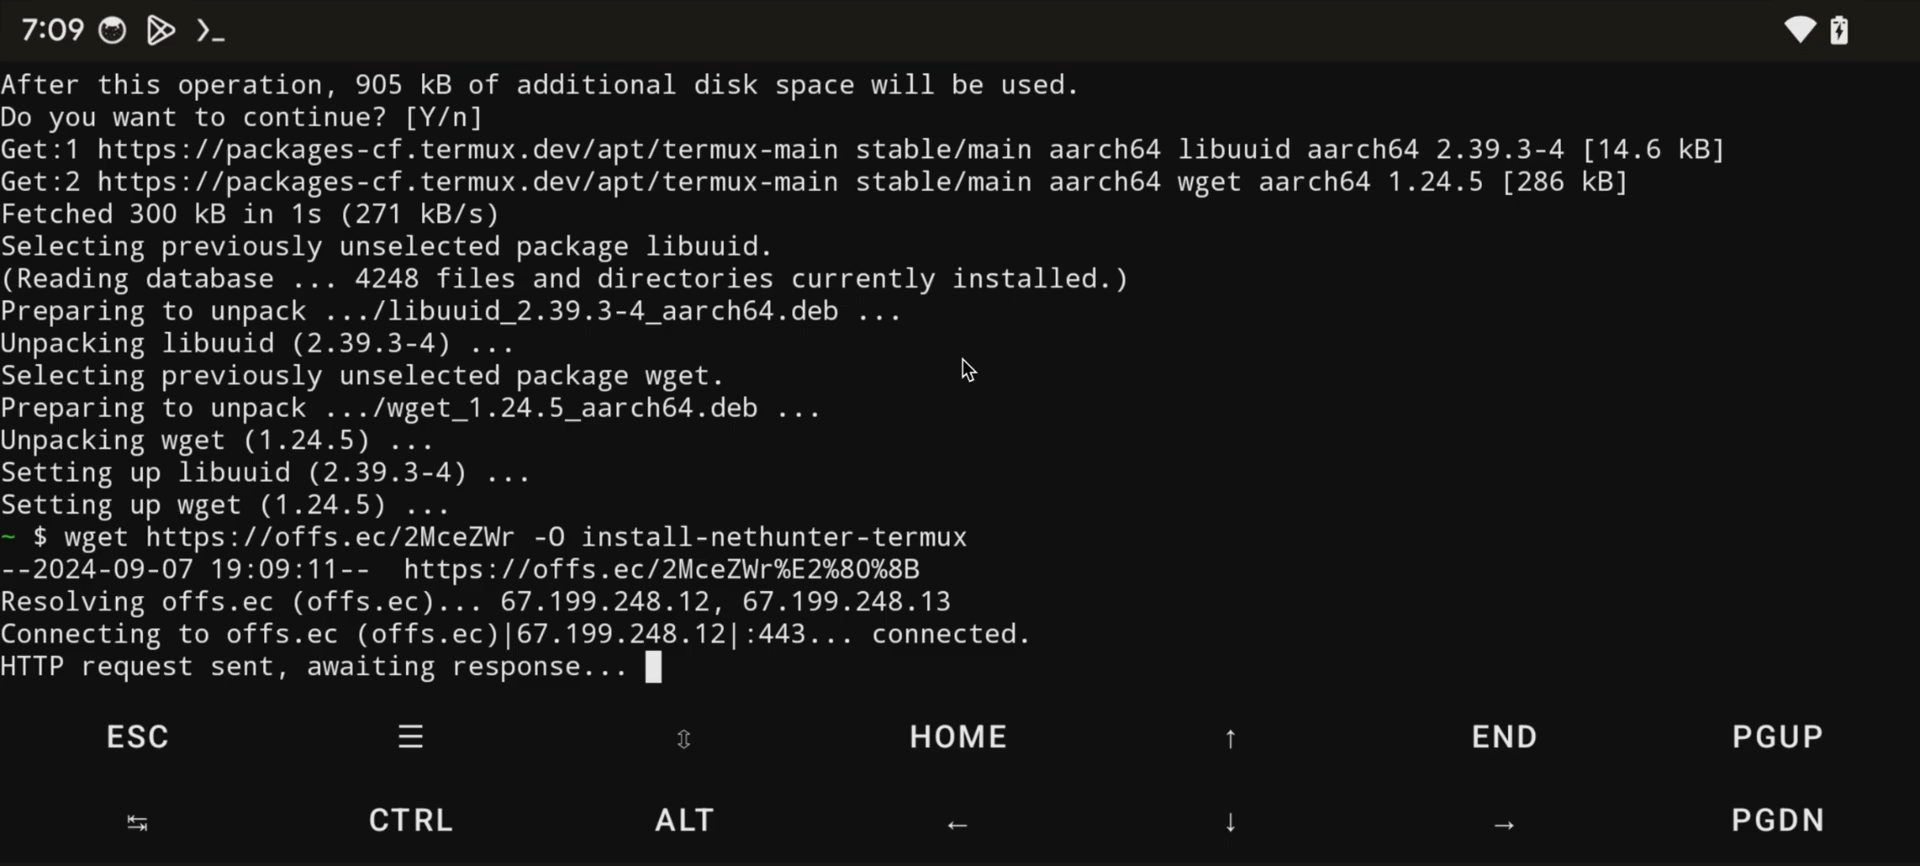 7:09
After this operation, 905 kB of additional disk space will be used.
Do you want to continue? [Y/n]
Get:1 https://packages-cf.termux.dev/apt/termux-main stable/main aarch64 libuuid aarch64 2.39.3-4 [14.6 kB]
Get:2 https://packages-cf.termux.dev/apt/termux-main stable/main aarch64 wget aarch64 1.24.5 [286 kB]
Fetched 300 kB in 1s (271 kB/s)
Selecting previously unselected package libuuid.
(Reading database ... 4248 files and directories currently installed.)
Preparing to unpack .../libuuid_2.39.3-4_aarch64.deb ...
Unpacking libuuid (2.39.3-4) ...
Selecting previously unselected package wget.
Preparing to unpack .../wget_1.24.5_aarch64.deb ...
Unpacking wget (1.24.5) ...
Setting up libuuid (2.39.3-4) ...
Setting up wget (1.24.5) ...
~ $ wget https://offs.ec/2MceZWr -O install-nethunter-termux
--2024-09-07 19:09:11--  https://offs.ec/2MceZWr%E2%80%8B
Resolving offs.ec (offs.ec)... 67.199.248.12, 67.199.248.13
Connecting to offs.ec (offs.ec)|67.199.248.12|:443... connected.
HTTP request sent, awaiting response...
ESC ☰ ⇳ HOME ↑ END PGUP
↹ CTRL ALT ← ↓ → PGDN